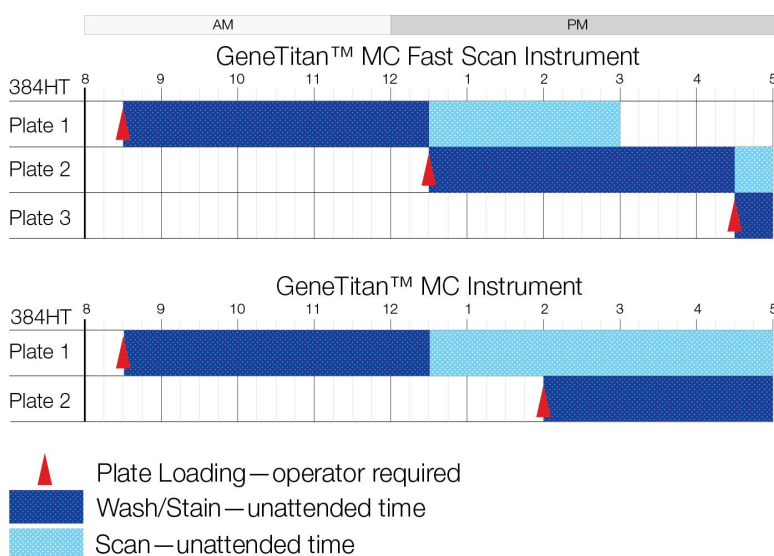 AM PM
GeneTitan™ MC Fast Scan Instrument
384HT 8 9 10 11 12 1 2 3 4 5
Plate 1
Plate 2
Plate 3
GeneTitan™ MC Instrument
384HT 8 9 10 11 12 1 2 3 4 5
Plate 1
Plate 2
Plate Loading—operator required
Wash/Stain—unattended time
Scan—unattended time